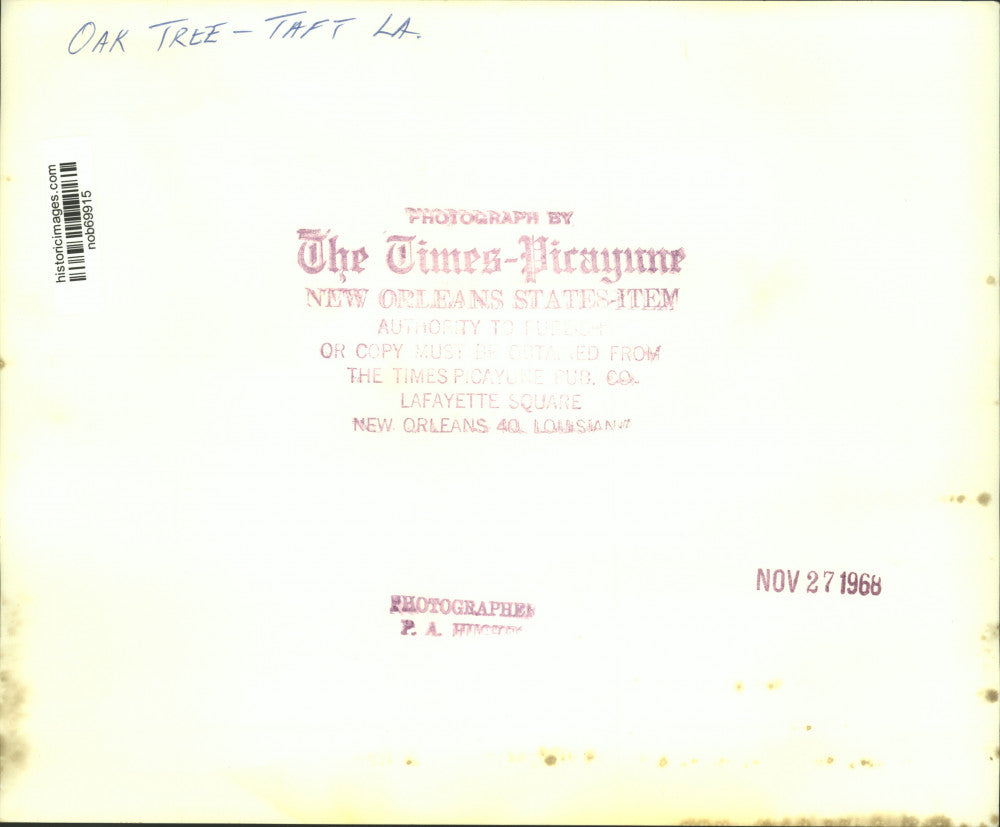 OAK TREE – TAFT LA.
historicimages.com
nob69915
PHOTOGRAPH BY
The Times-Picayune
NEW ORLEANS STATES-ITEM
AUTHORITY TO PUBLISH
OR COPY MUST BE OBTAINED FROM
THE TIMES PICAYUNE PUB. CO.
LAFAYETTE SQUARE
NEW ORLEANS 40, LOUISIANA
NOV 27 1968
PHOTOGRAPHER
P. A.